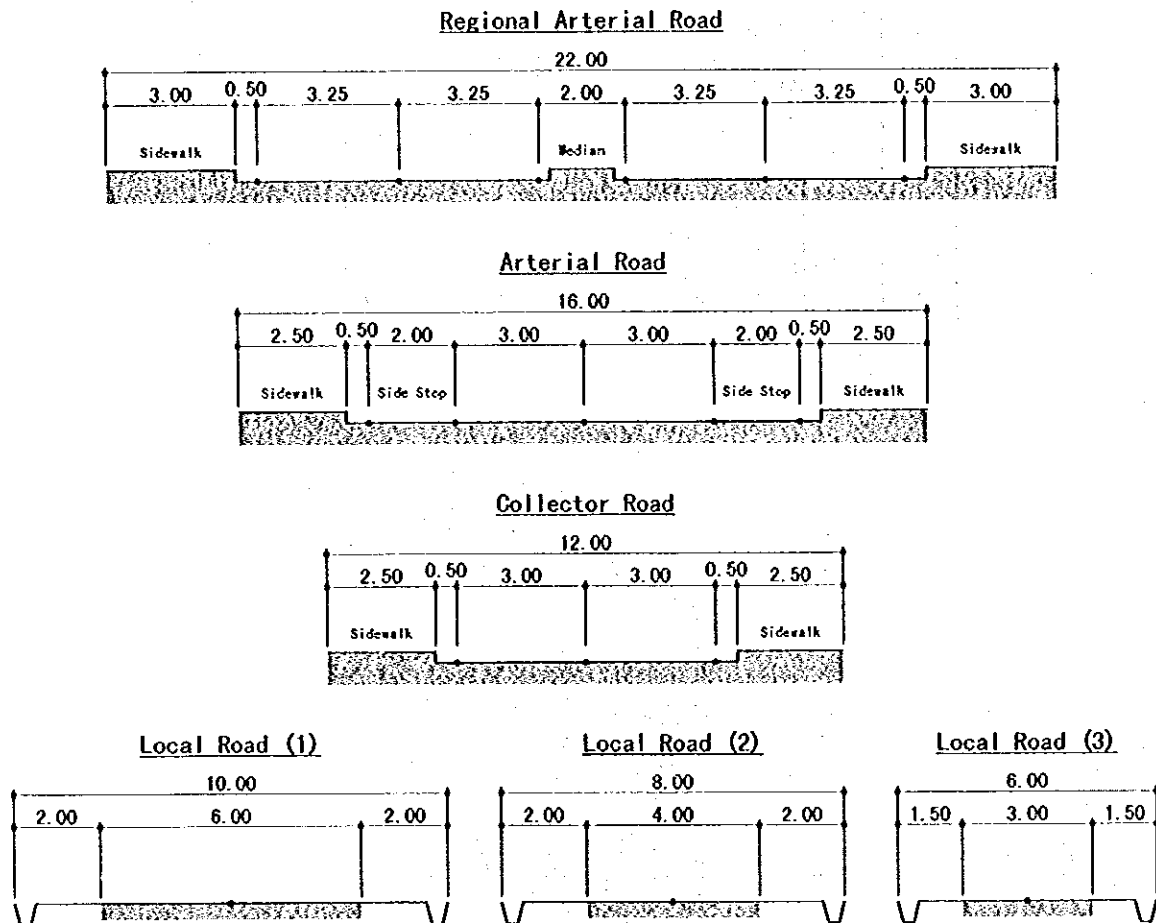 Regional Arterial Road
22.00
3.00 0.50 3.25 3.25 2.00 3.25 3.25 0.50 3.00
Sidewalk Median Sidewalk
Arterial Road
16.00
2.50 0.50 2.00 3.00 3.00 2.00 0.50 2.50
Sidewalk Side Stop Side Stop Sidewalk
Collector Road
12.00
2.50 0.50 3.00 3.00 0.50 2.50
Sidewalk Sidewalk
Local Road (1) Local Road (2) Local Road (3)
10.00 8.00 6.00
2.00 6.00 2.00 2.00 4.00 2.00 1.50 3.00 1.50